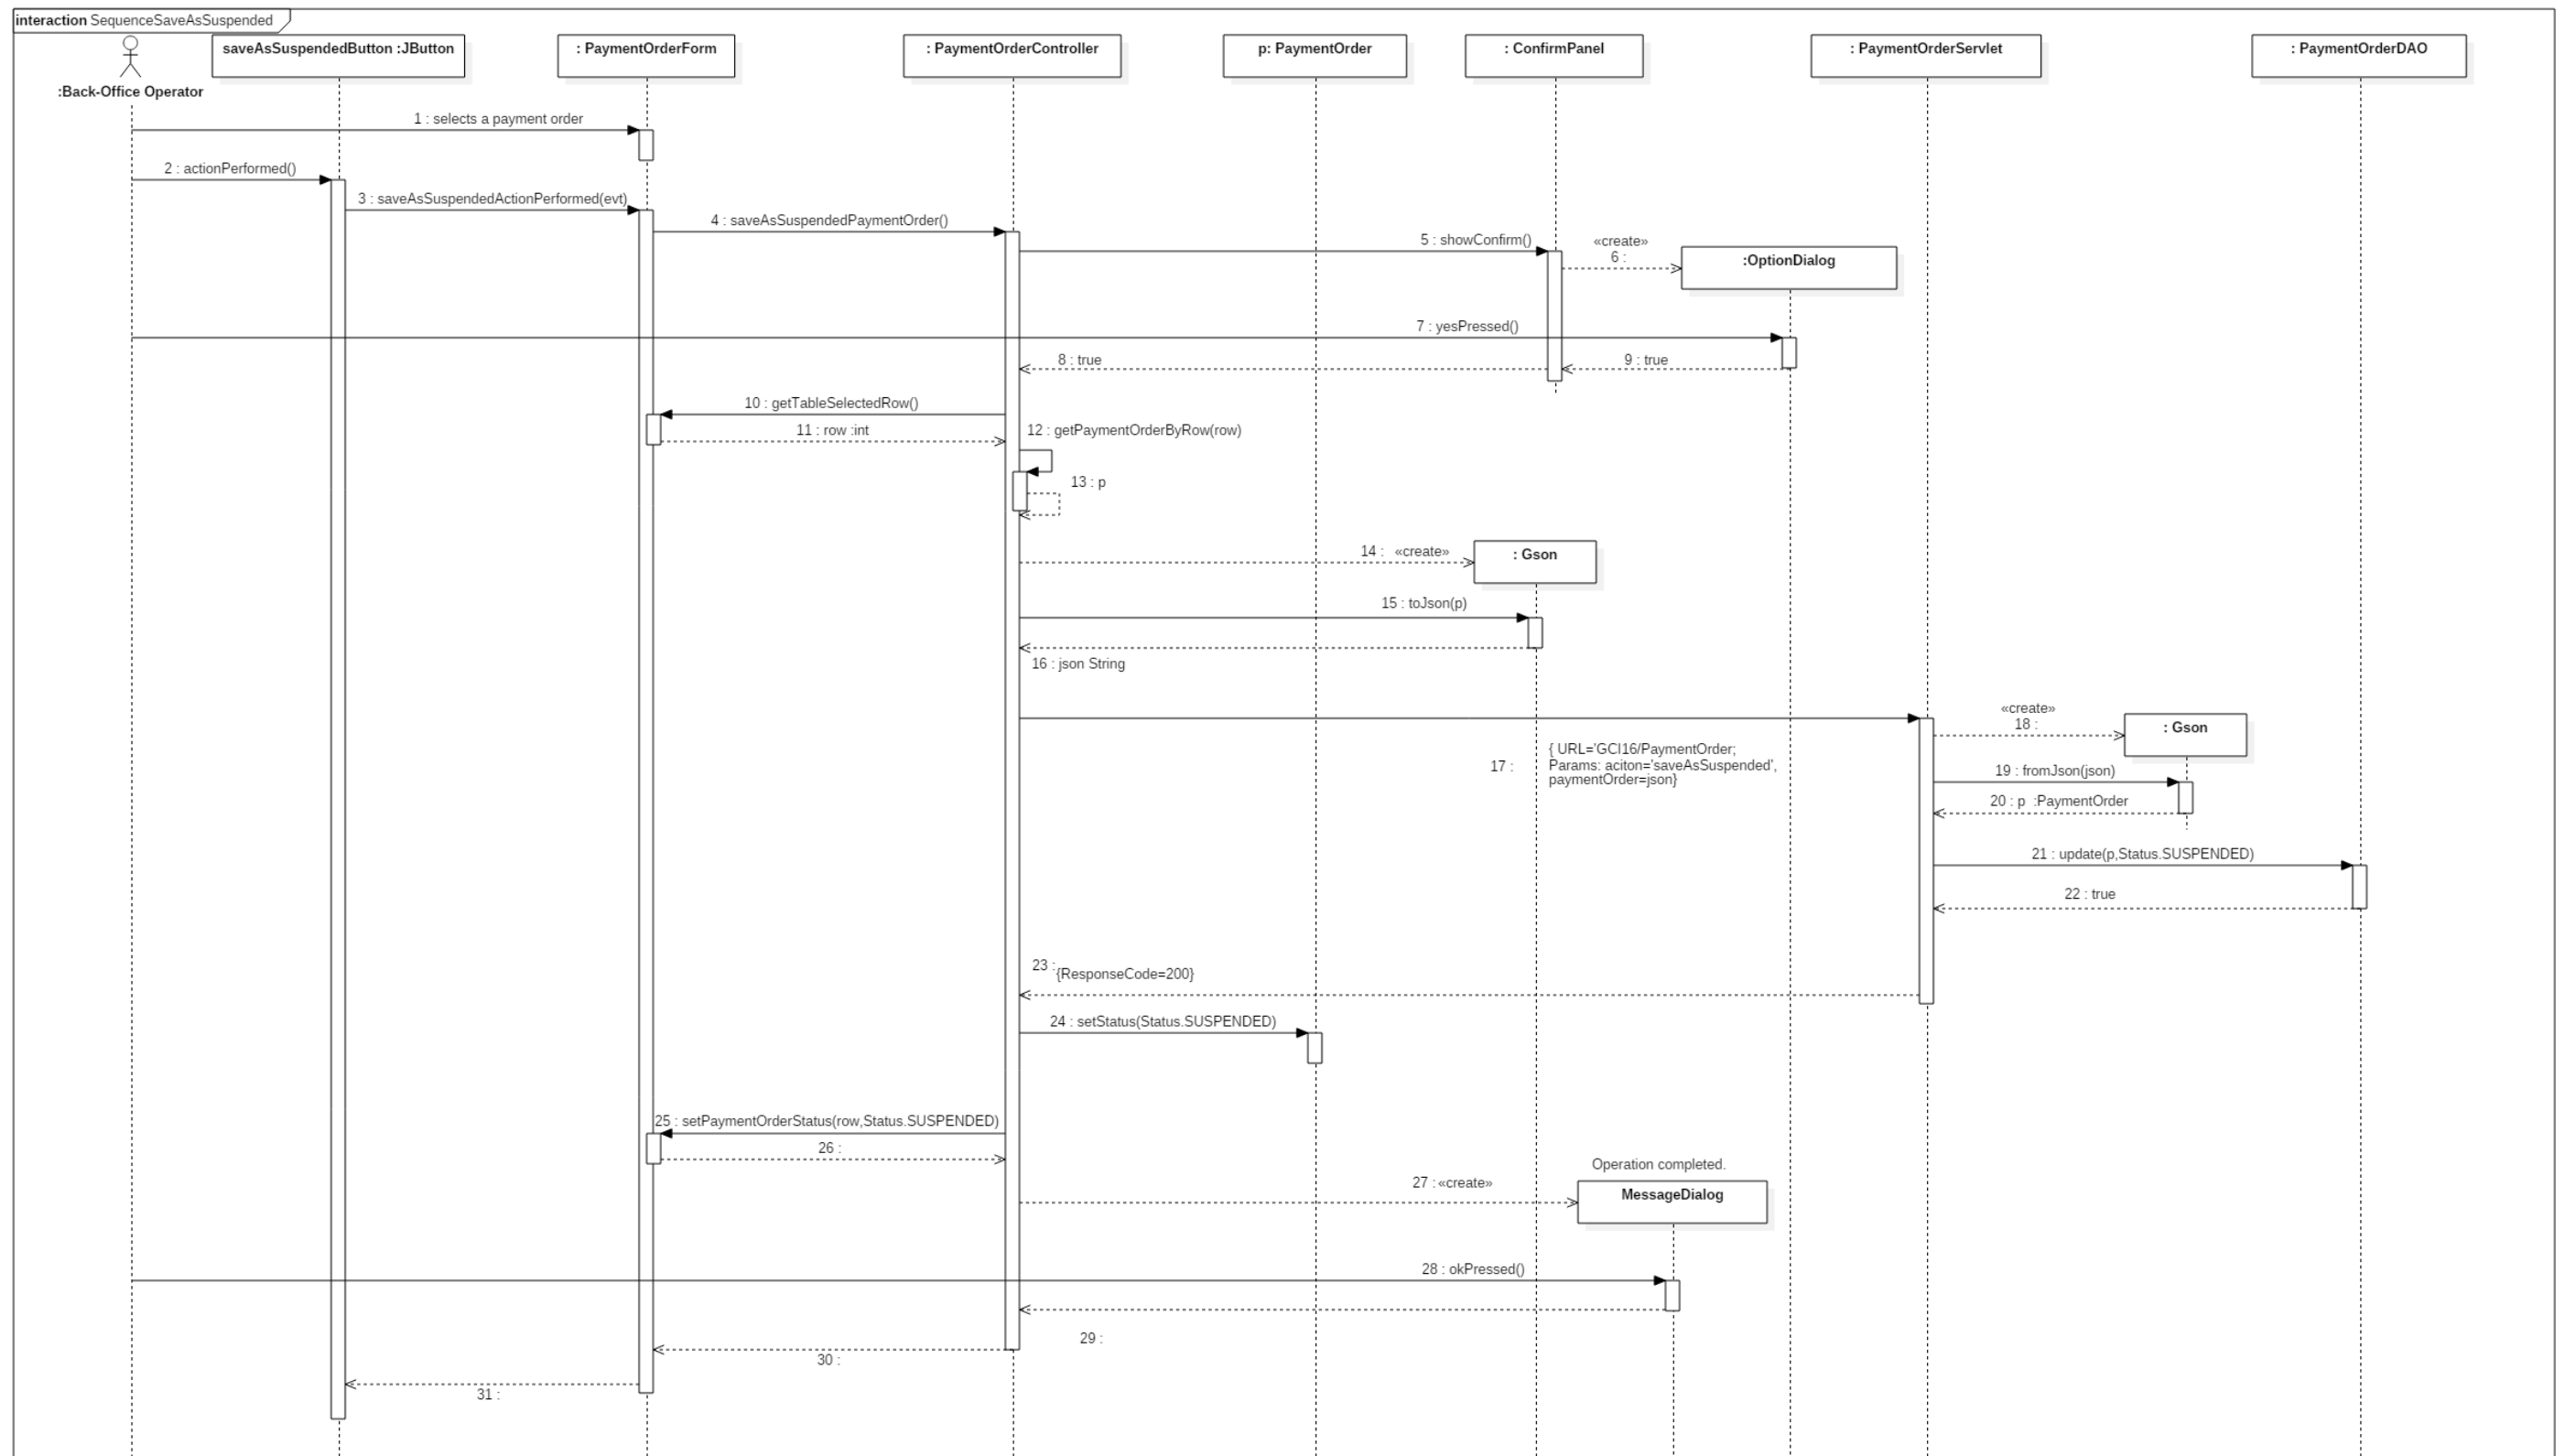 interaction SequenceSaveAsSuspended
:Back-Office Operator
saveAsSuspendedButton :JButton
: PaymentOrderForm
: PaymentOrderController
p: PaymentOrder
: ConfirmPanel
: PaymentOrderServlet
: PaymentOrderDAO
1 : selects a payment order
2 : actionPerformed()
3 : saveAsSuspendedActionPerformed(evt)
4 : saveAsSuspendedPaymentOrder()
5 : showConfirm()
«create»
6 :
:OptionDialog
7 : yesPressed()
8 : true
9 : true
10 : getTableSelectedRow()
11 : row :int
12 : getPaymentOrderByRow(row)
13 : p
14 : «create»
: Gson
15 : toJson(p)
16 : json String
17 :
{ URL='GCI16/PaymentOrder;
Params: aciton='saveAsSuspended',
paymentOrder=json}
«create»
18 :
: Gson
19 : fromJson(json)
20 : p :PaymentOrder
21 : update(p,Status.SUSPENDED)
22 : true
23 :
{ResponseCode=200}
24 : setStatus(Status.SUSPENDED)
25 : setPaymentOrderStatus(row,Status.SUSPENDED)
26 :
Operation completed.
27 : «create»
MessageDialog
28 : okPressed()
29 :
30 :
31 :